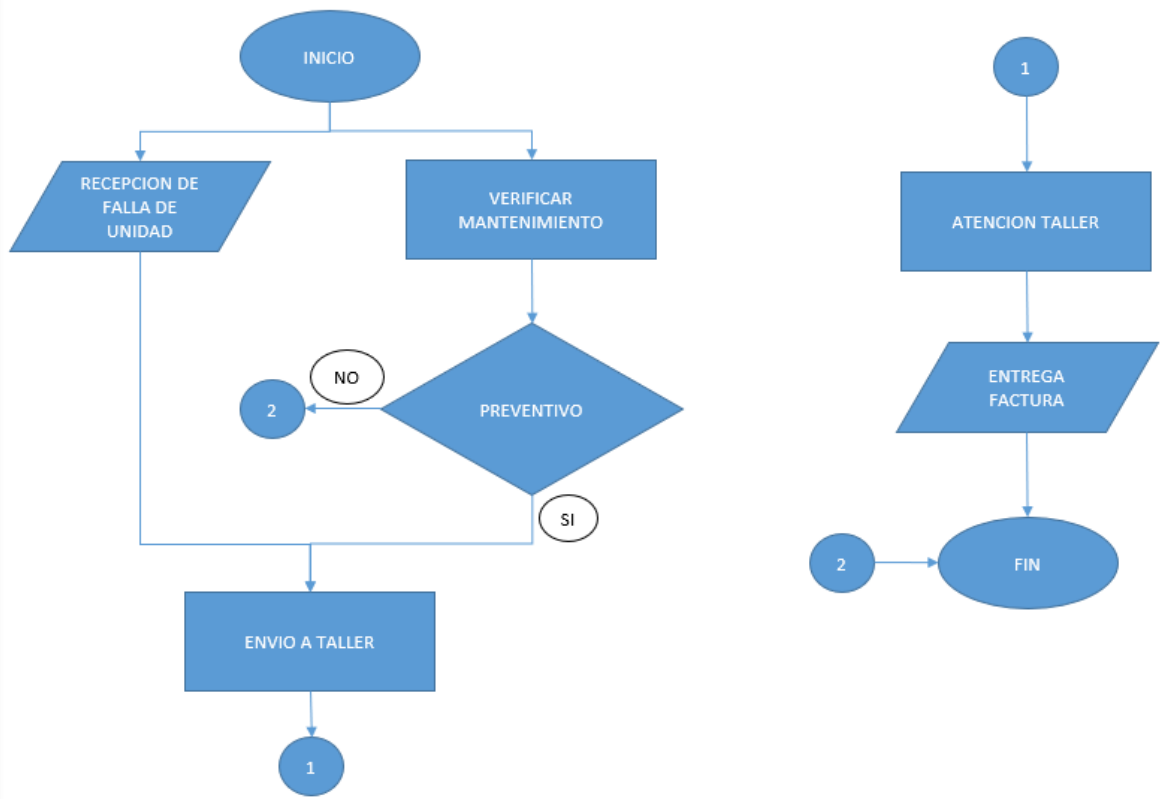 INICIO
RECEPCION DE
FALLA DE
UNIDAD
VERIFICAR
MANTENIMIENTO
NO
2
PREVENTIVO
SI
ENVIO A TALLER
1
1
ATENCION TALLER
ENTREGA
FACTURA
2
FIN